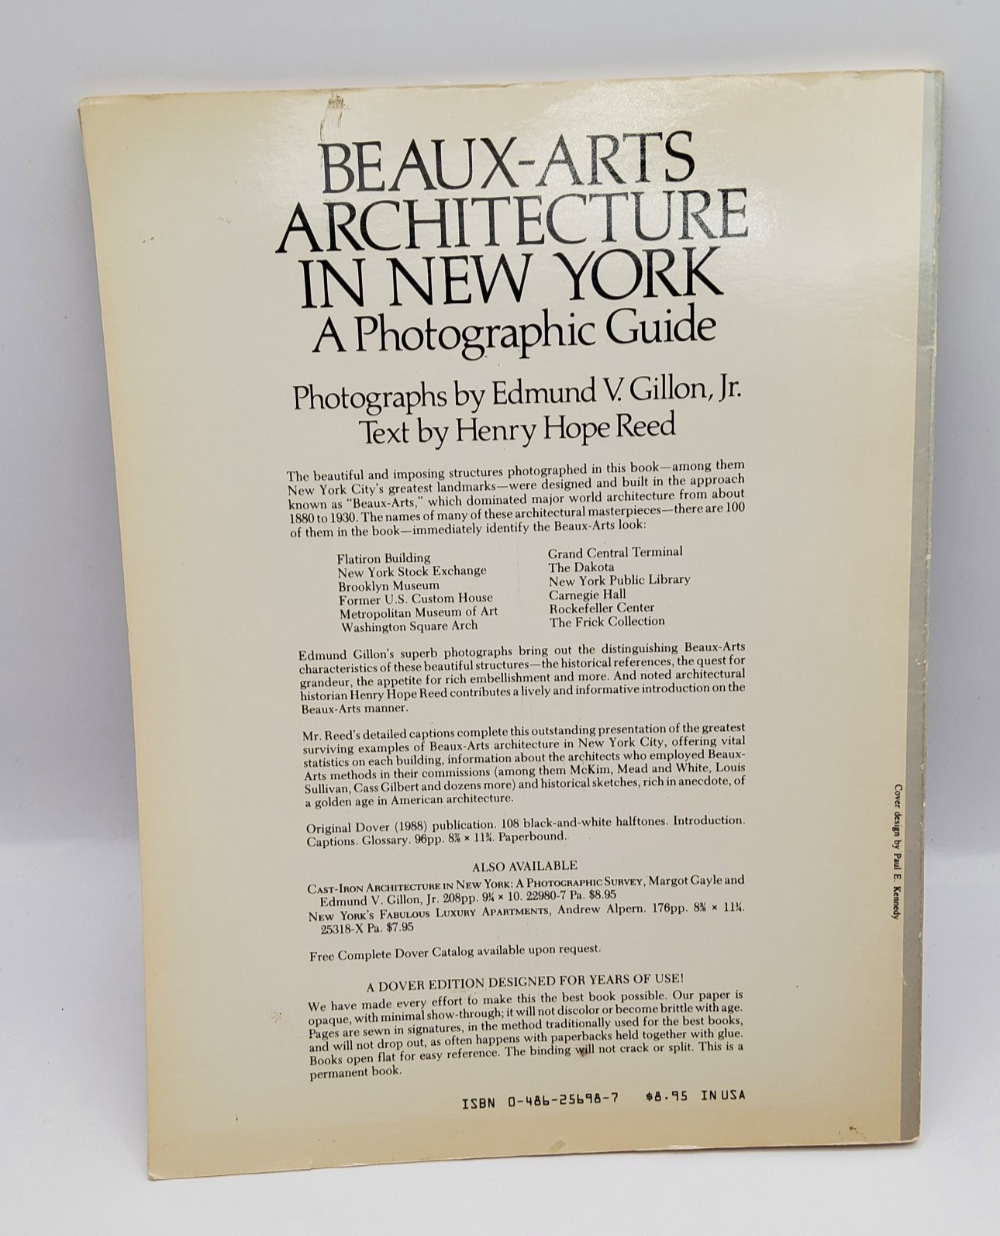 BEAUX-ARTS
ARCHITECTURE
IN NEW YORK
A Photographic Guide
Photographs by Edmund V. Gillon, Jr.
Text by Henry Hope Reed
The beautiful and imposing structures photographed in this book—among them
New York City's greatest landmarks—were designed and built in the approach
known as "Beaux-Arts," which dominated major world architecture from about
1880 to 1930. The names of many of these architectural masterpieces—there are 100
of them in the book—immediately identify the Beaux-Arts look:
Flatiron Building
New York Stock Exchange
Brooklyn Museum
Former U.S. Custom House
Metropolitan Museum of Art
Washington Square Arch
Grand Central Terminal
The Dakota
New York Public Library
Carnegie Hall
Rockefeller Center
The Frick Collection
Edmund Gillon's superb photographs bring out the distinguishing Beaux-Arts
characteristics of these beautiful structures—the historical references, the quest for
grandeur, the appetite for rich embellishment and more. And noted architectural
historian Henry Hope Reed contributes a lively and informative introduction on the
Beaux-Arts manner.
Mr. Reed's detailed captions complete this outstanding presentation of the greatest
surviving examples of Beaux-Arts architecture in New York City, offering vital
statistics on each building, information about the architects who employed Beaux-
Arts methods in their commissions (among them McKim, Mead and White, Louis
Sullivan, Cass Gilbert and dozens more) and historical sketches, rich in anecdote, of
a golden age in American architecture.
Original Dover (1988) publication. 108 black-and-white halftones. Introduction.
Captions. Glossary. 96pp. 8⅜ × 11¼. Paperbound.
ALSO AVAILABLE
CAST-IRON ARCHITECTURE IN NEW YORK: A PHOTOGRAPHIC SURVEY, Margot Gayle and
Edmund V. Gillon, Jr. 208pp. 9¼ × 10. 22980-7 Pa. $8.95
NEW YORK'S FABULOUS LUXURY APARTMENTS, Andrew Alpern. 176pp. 8⅜ × 11¼.
25318-X Pa. $7.95
Free Complete Dover Catalog available upon request.
A DOVER EDITION DESIGNED FOR YEARS OF USE!
We have made every effort to make this the best book possible. Our paper is
opaque, with minimal show-through; it will not discolor or become brittle with age.
Pages are sewn in signatures, in the method traditionally used for the best books,
and will not drop out, as often happens with paperbacks held together with glue.
Books open flat for easy reference. The binding will not crack or split. This is a
permanent book.
ISBN 0-486-25698-7 $8.95 IN USA
Cover design by Paul E. Kennedy